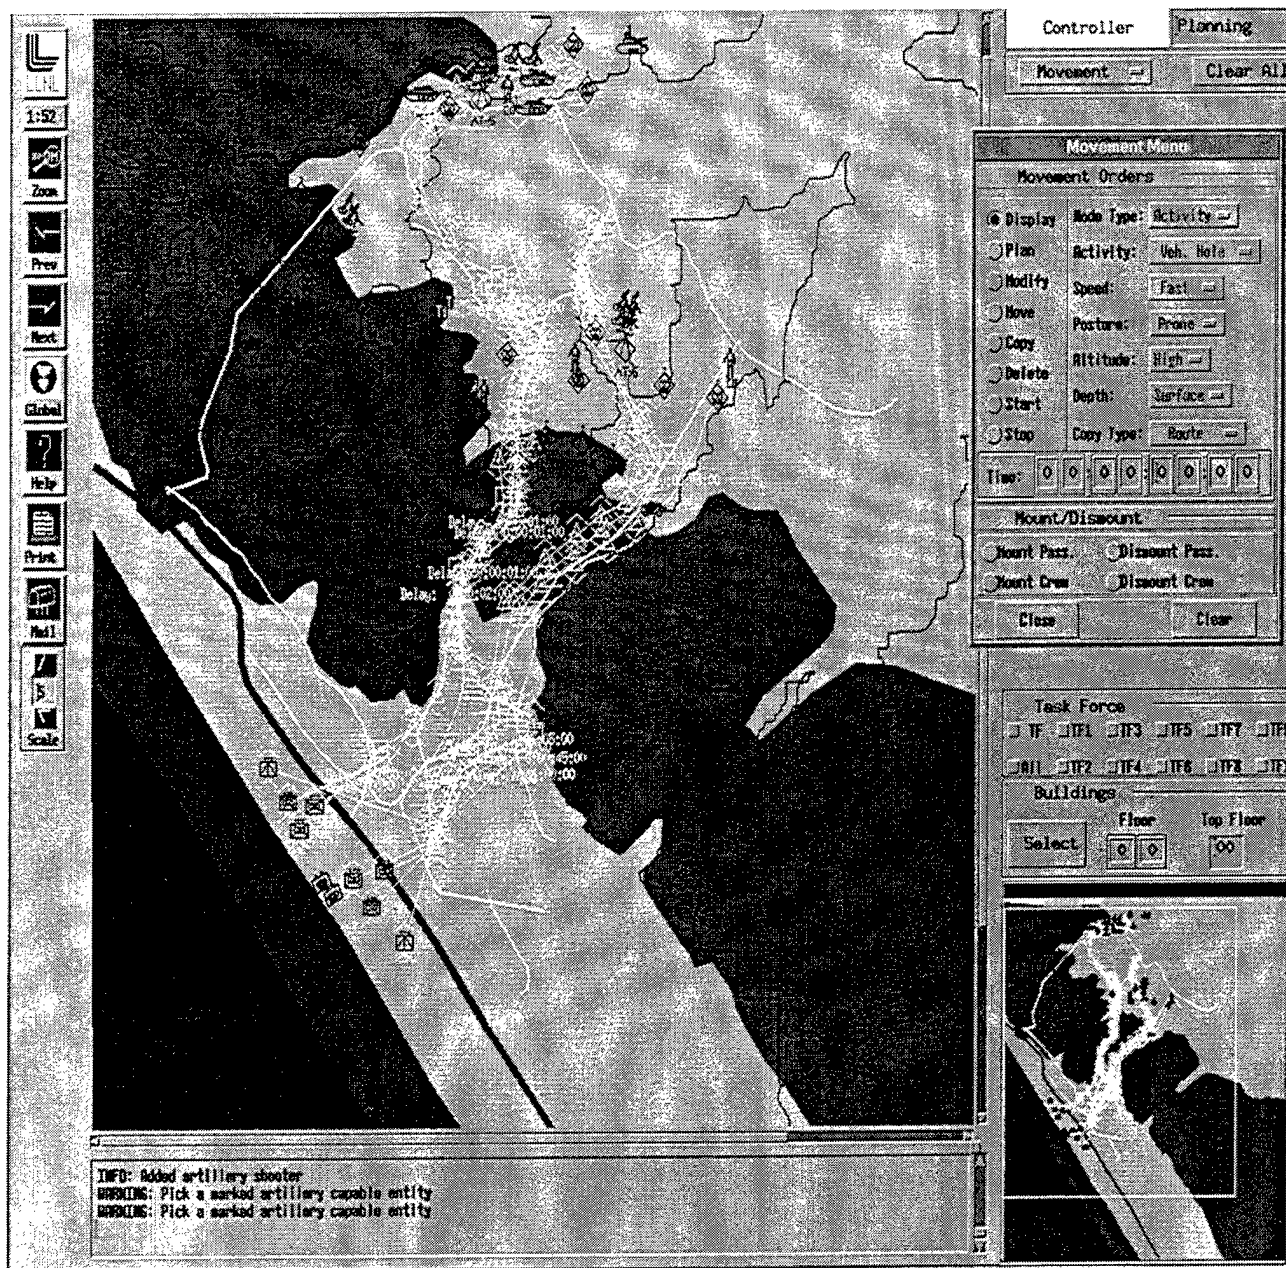 Controller Planning
Movement Clear All
1:52
Movement Menu
Zoom
Movement Orders
Display Node Type: Activity
Prev
Plan Activity: Veh. Hole
Modify Speed: Fast
Next
Move Posture: Prone
Copy Altitude: High
Global
Delete Depth: Surface
Start
Stop Copy Type: Route
Help
Time: 0 0 : 0 0 : 0 0 : 0 0
Print
Mount/Dismount
Mount Pass. Dismount Pass.
Mount Crew Dismount Crew
Mail
Close Clear
Scale
Task Force
TF TF1 TF3 TF5 TF7
All TF2 TF4 TF6 TF8
Buildings
Floor Top Floor
Select 0 0 00
INFO: Added artillery shooter
WARNING: Pick a marked artillery capable entity
WARNING: Pick a marked artillery capable entity